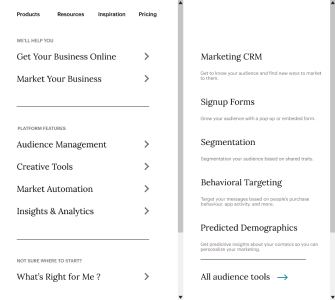 Products Resources Inspiration Pricing
WE'LL HELP YOU
Get Your Business Online
Market Your Business
PLATFORM FEATURES
Audience Management
Creative Tools
Market Automation
Insights & Analytics
NOT SURE WHERE TO START?
What's Right for Me ?
Marketing CRM
Get to know your audience and find new ways to market
to them.
Signup Forms
Grow your audience with a pop-up or embeded form.
Segmentation
Segmentation your audience based on shared traits.
Behavioral Targeting
Target your messages based on people's purchase
behaviour, app activity, and more.
Predicted Demographics
Get predictive insights about your contacts so you can
personalize your marketing.
All audience tools